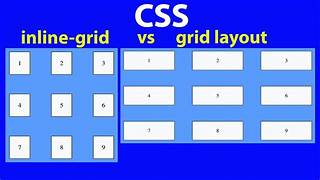 CSS
inline-grid vs grid layout
1 2 3 1 2 3
4 5 6 4 5 6
7 8 9 7 8 9